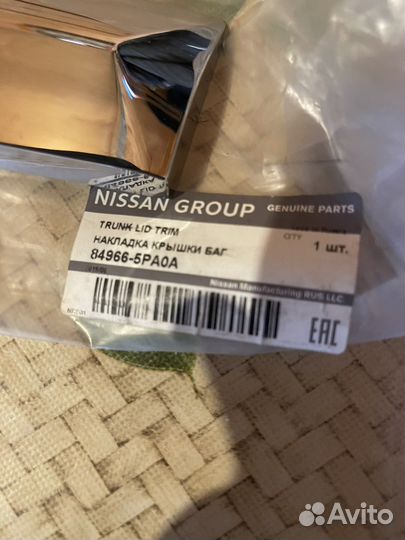 NISSAN GROUP GENUINE PARTS
TRUNK LID TRIM
НАКЛАДКА КРЫШКИ БАГ
QTY 1 шт.
84966-5PA0A
Nissan Manufacturing RUS LLC.
EAC
Avito